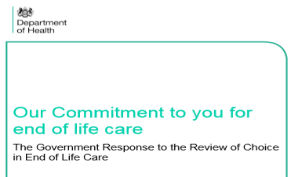 Department
of Health
Our Commitment to you for
end of life care
The Government Response to the Review of Choice
in End of Life Care